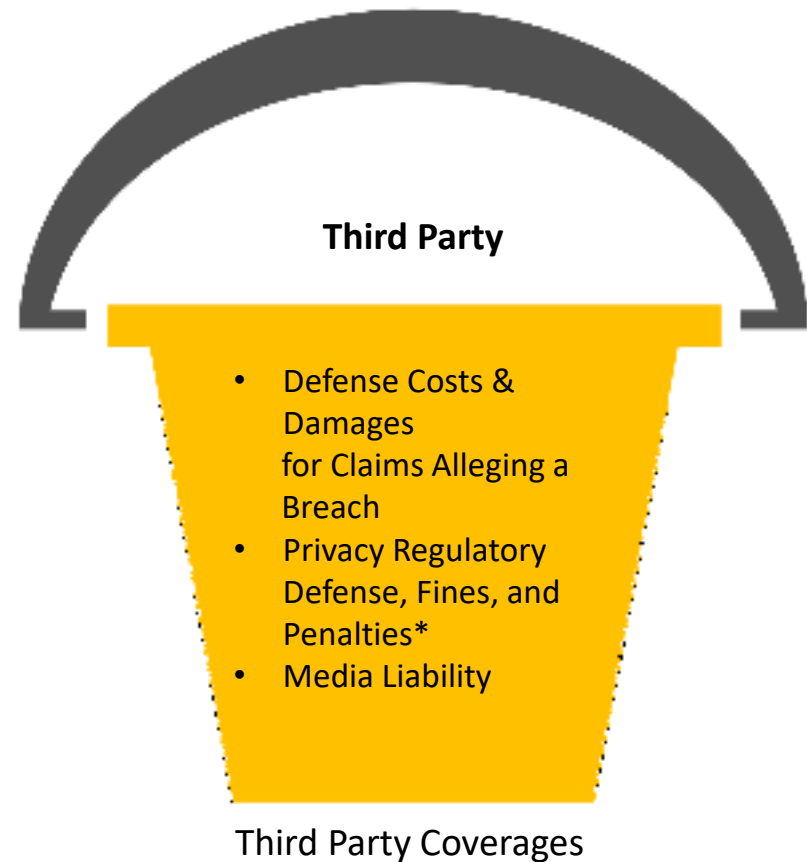 Third Party
• Defense Costs &
Damages
for Claims Alleging a
Breach
• Privacy Regulatory
Defense, Fines, and
Penalties*
• Media Liability
Third Party Coverages